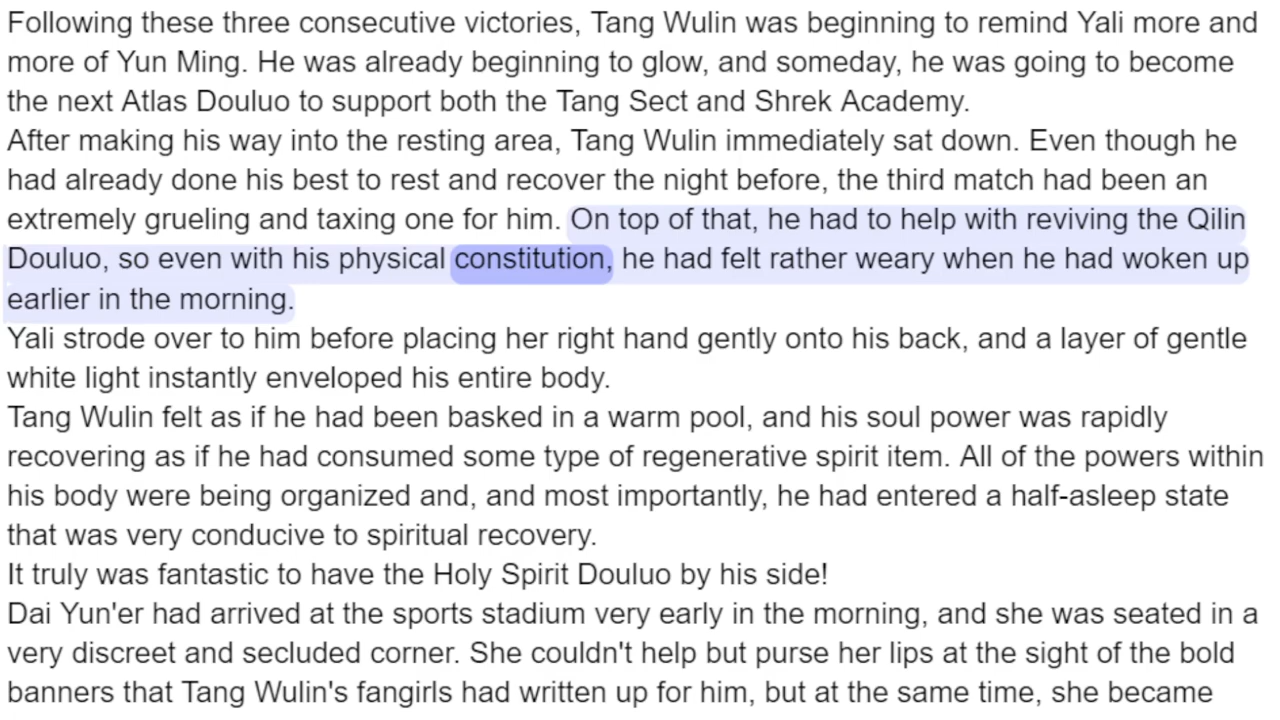 Following these three consecutive victories, Tang Wulin was beginning to remind Yali more and
more of Yun Ming. He was already beginning to glow, and someday, he was going to become
the next Atlas Douluo to support both the Tang Sect and Shrek Academy.
After making his way into the resting area, Tang Wulin immediately sat down. Even though he
had already done his best to rest and recover the night before, the third match had been an
extremely grueling and taxing one for him. On top of that, he had to help with reviving the Qilin
Douluo, so even with his physical constitution, he had felt rather weary when he had woken up
earlier in the morning.
Yali strode over to him before placing her right hand gently onto his back, and a layer of gentle
white light instantly enveloped his entire body.
Tang Wulin felt as if he had been basked in a warm pool, and his soul power was rapidly
recovering as if he had consumed some type of regenerative spirit item. All of the powers within
his body were being organized and, and most importantly, he had entered a half-asleep state
that was very conducive to spiritual recovery.
It truly was fantastic to have the Holy Spirit Douluo by his side!
Dai Yun'er had arrived at the sports stadium very early in the morning, and she was seated in a
very discreet and secluded corner. She couldn't help but purse her lips at the sight of the bold
banners that Tang Wulin's fangirls had written up for him, but at the same time, she became